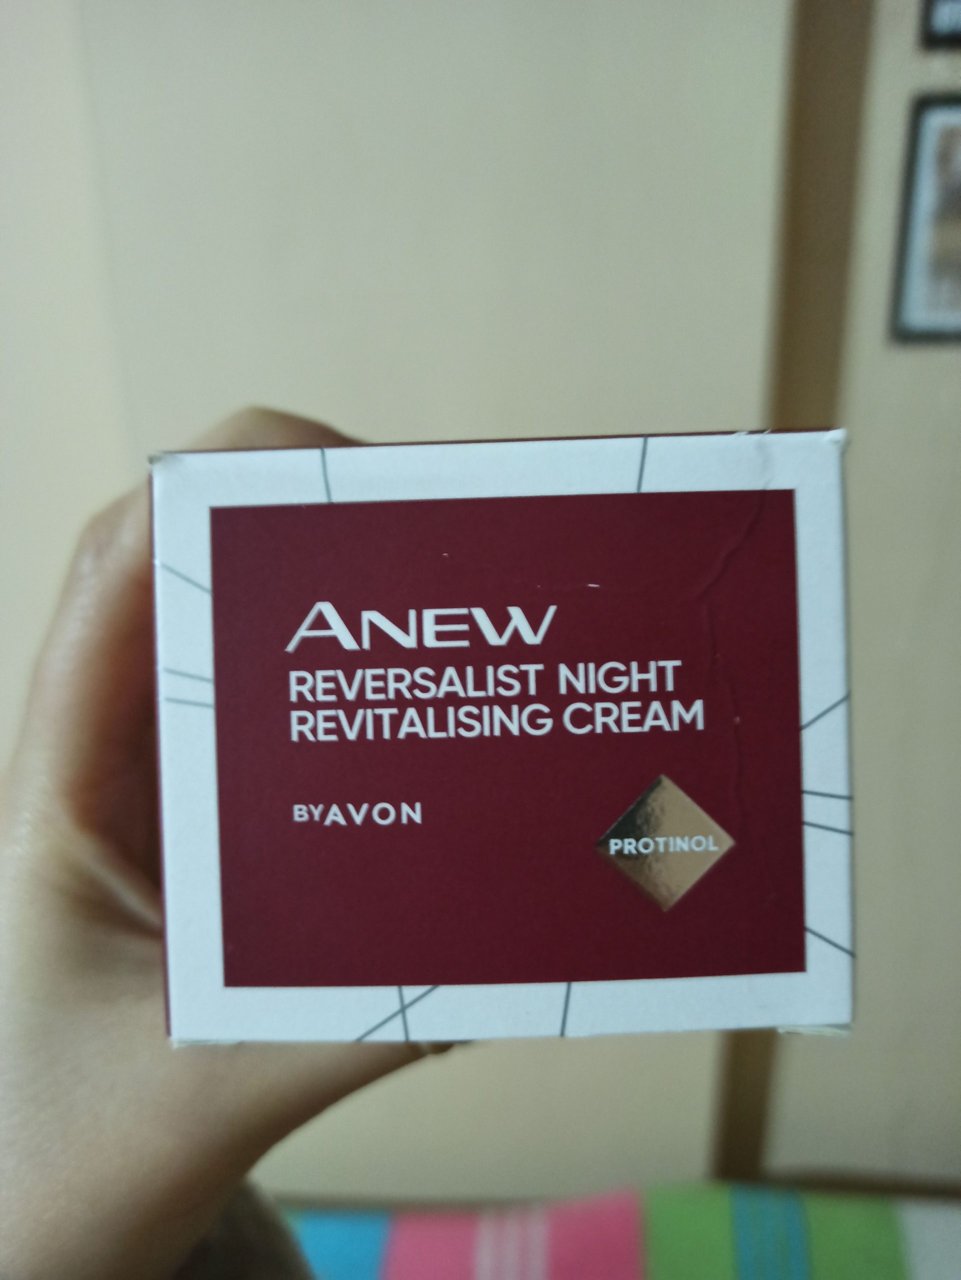 ANEW
REVERSALIST NIGHT
REVITALISING CREAM
BY AVON
PROTINOL